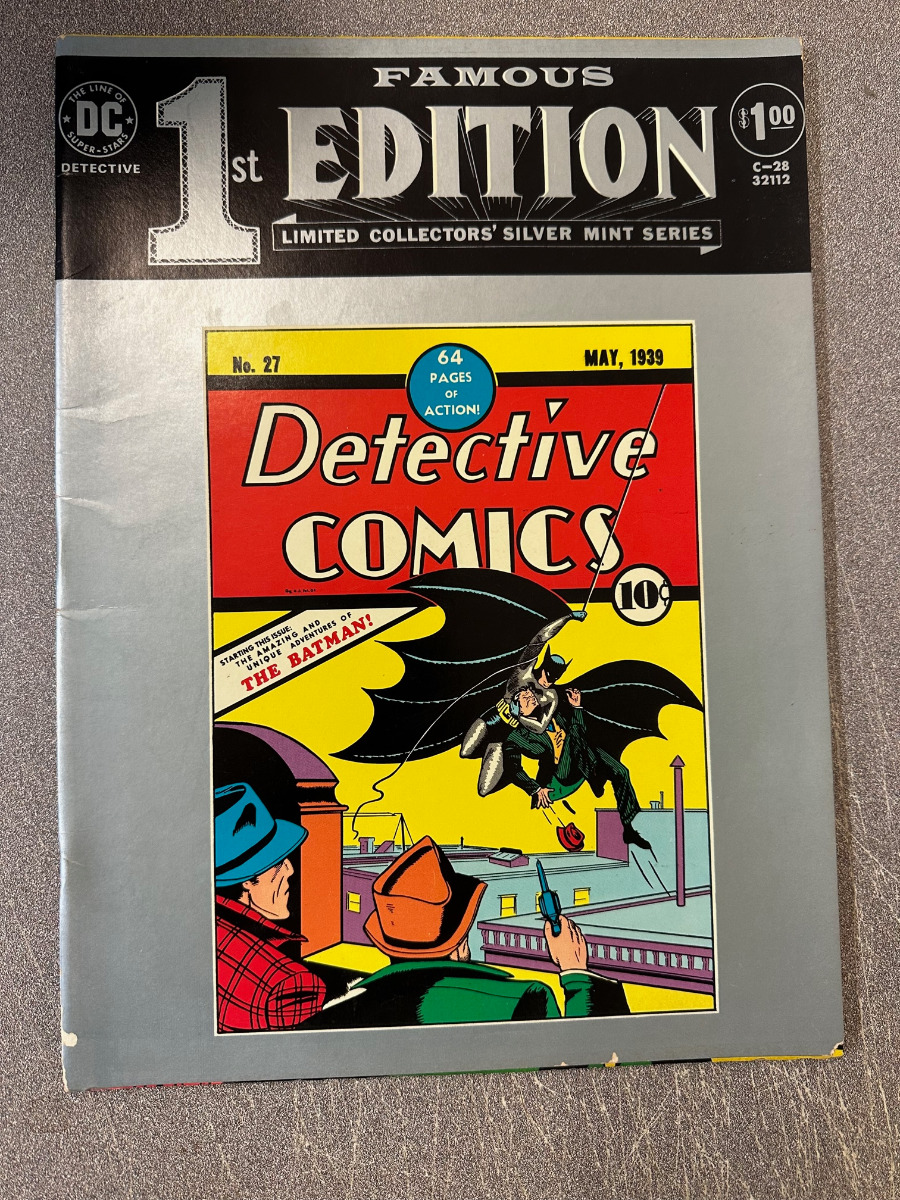 THE LINE OF
DC
SUPER-STARS
DETECTIVE
1st
FAMOUS
EDITION
LIMITED COLLECTORS' SILVER MINT SERIES
$1.00
C-28
32112
No. 27
64
PAGES
OF
ACTION!
MAY, 1939
Detective
COMICS
10¢
STARTING THIS ISSUE:
THE AMAZING AND
UNIQUE ADVENTURES OF
THE BATMAN!